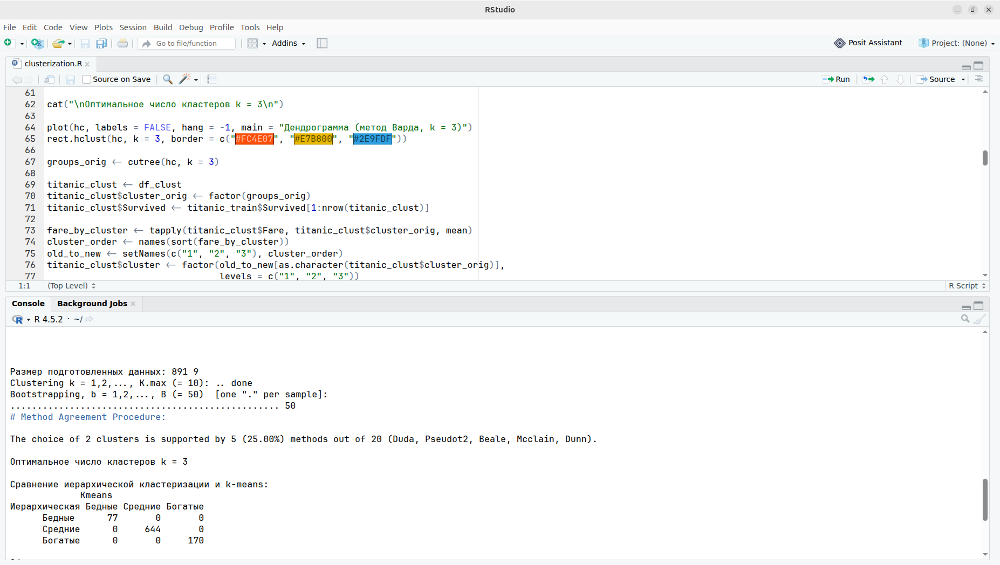 RStudio
File Edit Code View Plots Session Build Debug Profile Tools Help
Go to file/function Addins Posit Assistant Project: (None)
clusterization.R
Source on Save Run Source
61
62 cat("\nОптимальное число кластеров k = 3\n")
63
64 plot(hc, labels = FALSE, hang = -1, main = "Дендрограмма (метод Варда, k = 3)")
65 rect.hclust(hc, k = 3, border = c("#FC4E07", "#E7B800", "#2E9FDF"))
66
67 groups_orig <- cutree(hc, k = 3)
68
69 titanic_clust <- df_clust
70 titanic_clust$cluster_orig <- factor(groups_orig)
71 titanic_clust$Survived <- titanic_train$Survived[1:nrow(titanic_clust)]
72
73 fare_by_cluster <- tapply(titanic_clust$Fare, titanic_clust$cluster_orig, mean)
74 cluster_order <- names(sort(fare_by_cluster))
75 old_to_new <- setNames(c("1", "2", "3"), cluster_order)
76 titanic_clust$cluster <- factor(old_to_new[as.character(titanic_clust$cluster_orig)],
77 levels = c("1", "2", "3"))
1:1 (Top Level) R Script
Console Background Jobs
R 4.5.2 · ~/
Размер подготовленных данных: 891 9
Clustering k = 1,2,..., K.max (= 10): .. done
Bootstrapping, b = 1,2,..., B (= 50)  [one "." per sample]:
.................................................. 50
# Method Agreement Procedure:
The choice of 2 clusters is supported by 5 (25.00%) methods out of 20 (Duda, Pseudot2, Beale, Mcclain, Dunn).
Оптимальное число кластеров k = 3
Сравнение иерархической кластеризации и k-means:
Kmeans
Иерархическая Бедные Средние Богатые
Бедные 77 0 0
Средние 0 644 0
Богатые 0 0 170